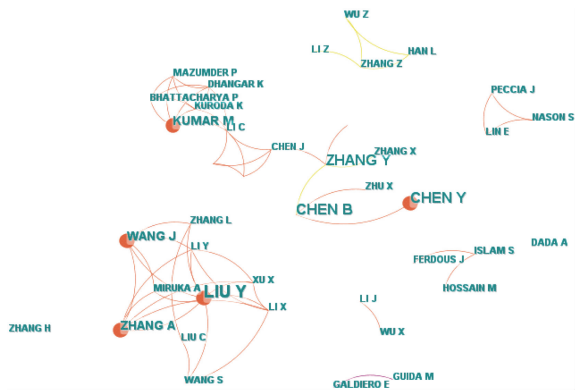 WU Z
LI Z
HAN L
ZHANG Z
MAZUMDER P
DHANGAR K
BHATTACHARYA P
KURODA K
KUMAR M
LI C
CHEN J
ZHANG X
ZHANG Y
PECCIA J
NASON S
LIN E
ZHU X
CHEN Y
CHEN B
ZHANG L
WANG J
LI Y
DADA A
ISLAM S
FERDOUS J
HOSSAIN M
XU X
MIRUKA A
LIU Y
LI X
LI J
ZHANG H
ZHANG A
LIU C
WU X
WANG S
GUIDA M
GALDIERO E